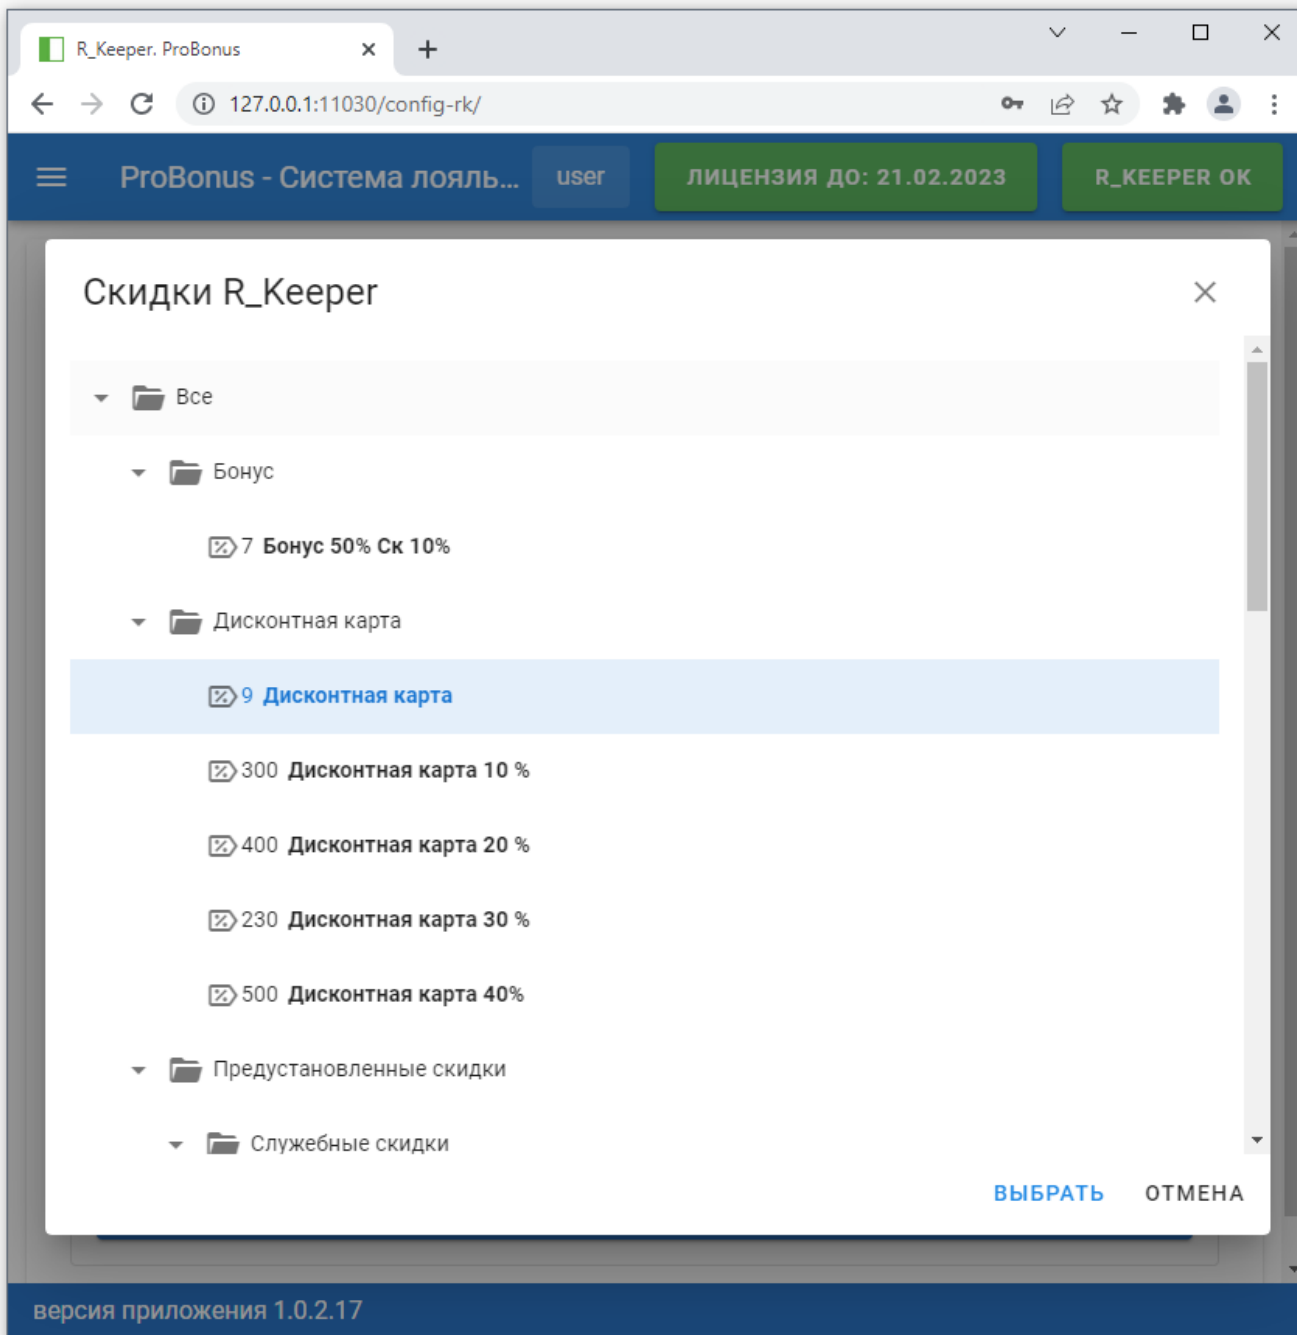 R_Keeper. ProBonus
127.0.0.1:11030/config-rk/
ProBonus - Система лояль... user ЛИЦЕНЗИЯ ДО: 21.02.2023 R_KEEPER OK
Скидки R_Keeper
Все
Бонус
7 Бонус 50% Ск 10%
Дисконтная карта
9 Дисконтная карта
300 Дисконтная карта 10 %
400 Дисконтная карта 20 %
230 Дисконтная карта 30 %
500 Дисконтная карта 40%
Предустановленные скидки
Служебные скидки
ВЫБРАТЬ ОТМЕНА
версия приложения 1.0.2.17